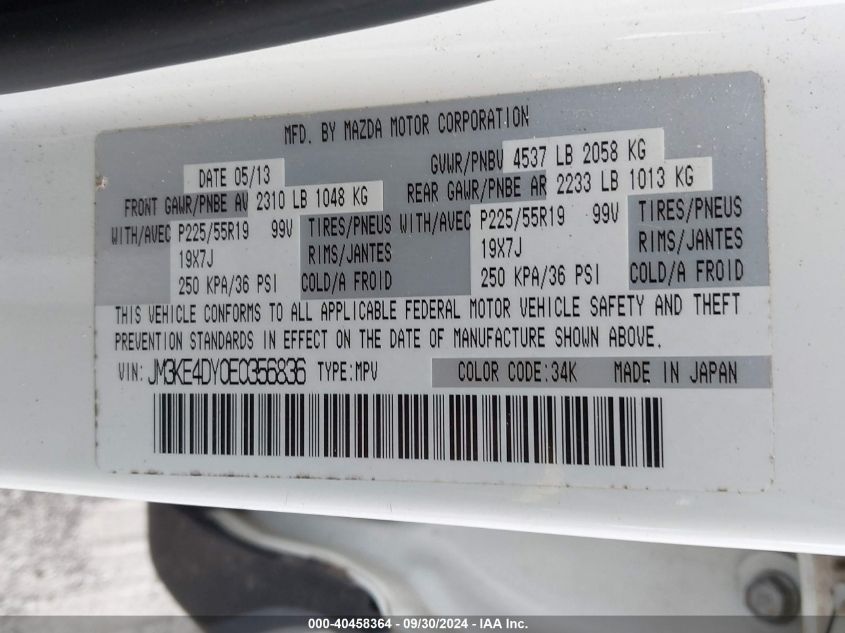 MFD. BY MAZDA MOTOR CORPORATION
DATE 05/13 GVWR/PNBV 4537 LB 2058 KG
FRONT GAWR/PNBE AV 2310 LB 1048 KG REAR GAWR/PNBE AR 2233 LB 1013 KG
WITH/AVEC P225/55R19 99V TIRES/PNEUS WITH/AVEC P225/55R19 99V TIRES/PNEUS
19X7J RIMS/JANTES 19X7J RIMS/JANTES
250 KPA/36 PSI COLD/A FROID 250 KPA/36 PSI COLD/A FROID
THIS VEHICLE CONFORMS TO ALL APPLICABLE FEDERAL MOTOR VEHICLE SAFETY AND THEFT
PREVENTION STANDARDS IN EFFECT ON THE DATE OF MANUFACTURE SHOWN ABOVE.
VIN: JM3KE4DY0E0356836 TYPE:MPV COLOR CODE:34K MADE IN JAPAN
000-40458364 / 09/30/2024 - IAA Inc.